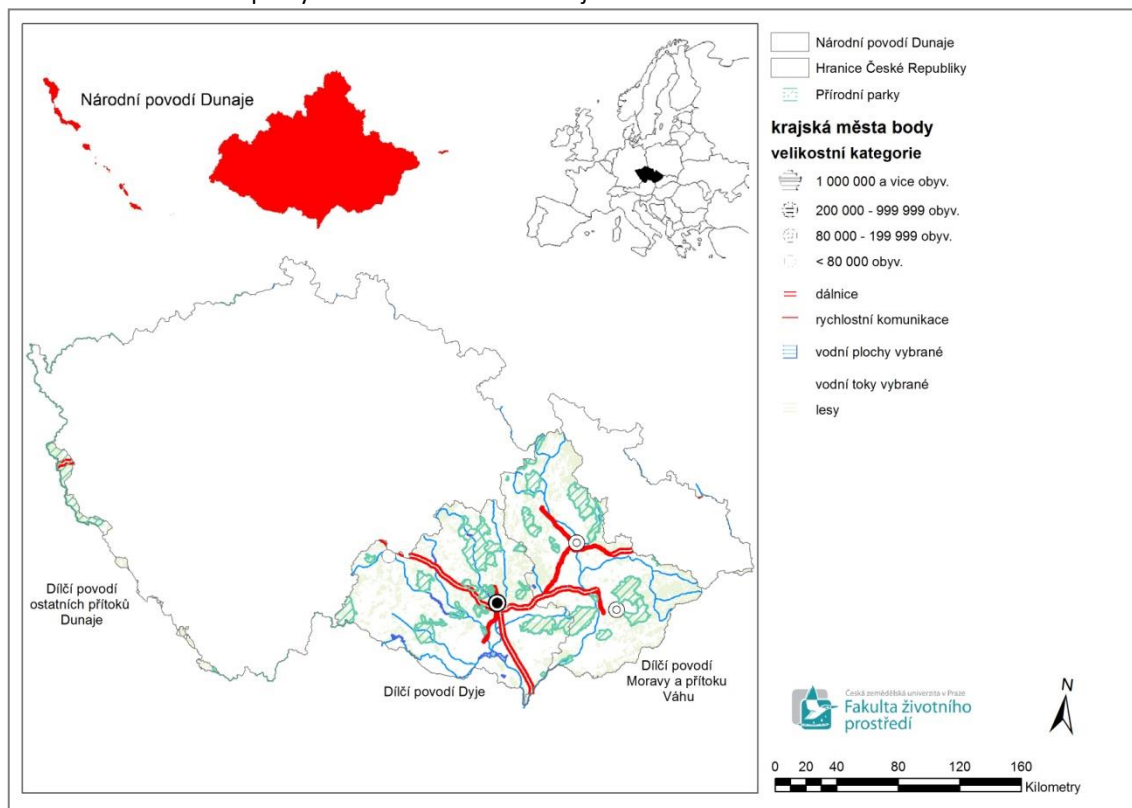 Národní povodí Dunaje
Dílčí povodí
ostatních přítoků
Dunaje
Dílčí povodí Dyje
Dílčí povodí
Moravy a přítoku
Váhu
Národní povodí Dunaje
Hranice České Republiky
Přírodní parky
krajská města body
velikostní kategorie
1 000 000 a vice obyv.
200 000 - 999 999 obyv.
80 000 - 199 999 obyv.
< 80 000 obyv.
dálnice
rychlostní komunikace
vodní plochy vybrané
vodní toky vybrané
lesy
Česká zemědělská univerzita v Praze
Fakulta životního
prostředí
N
0 20 40 80 120 160
Kilometry